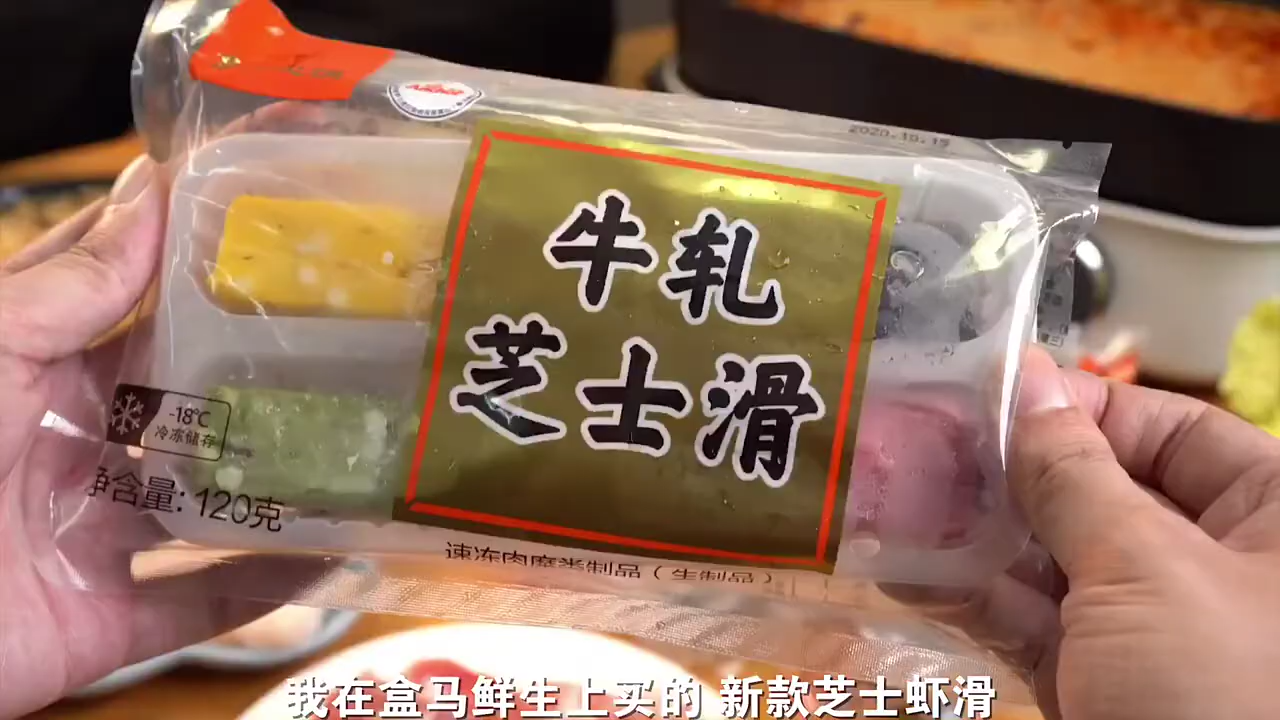 2020.10.15
牛轧
芝士滑
-18℃
冷冻储存
净含量: 120克
速冻肉糜类制品（生制品）
我在盒马鲜生上买的 新款芝士虾滑